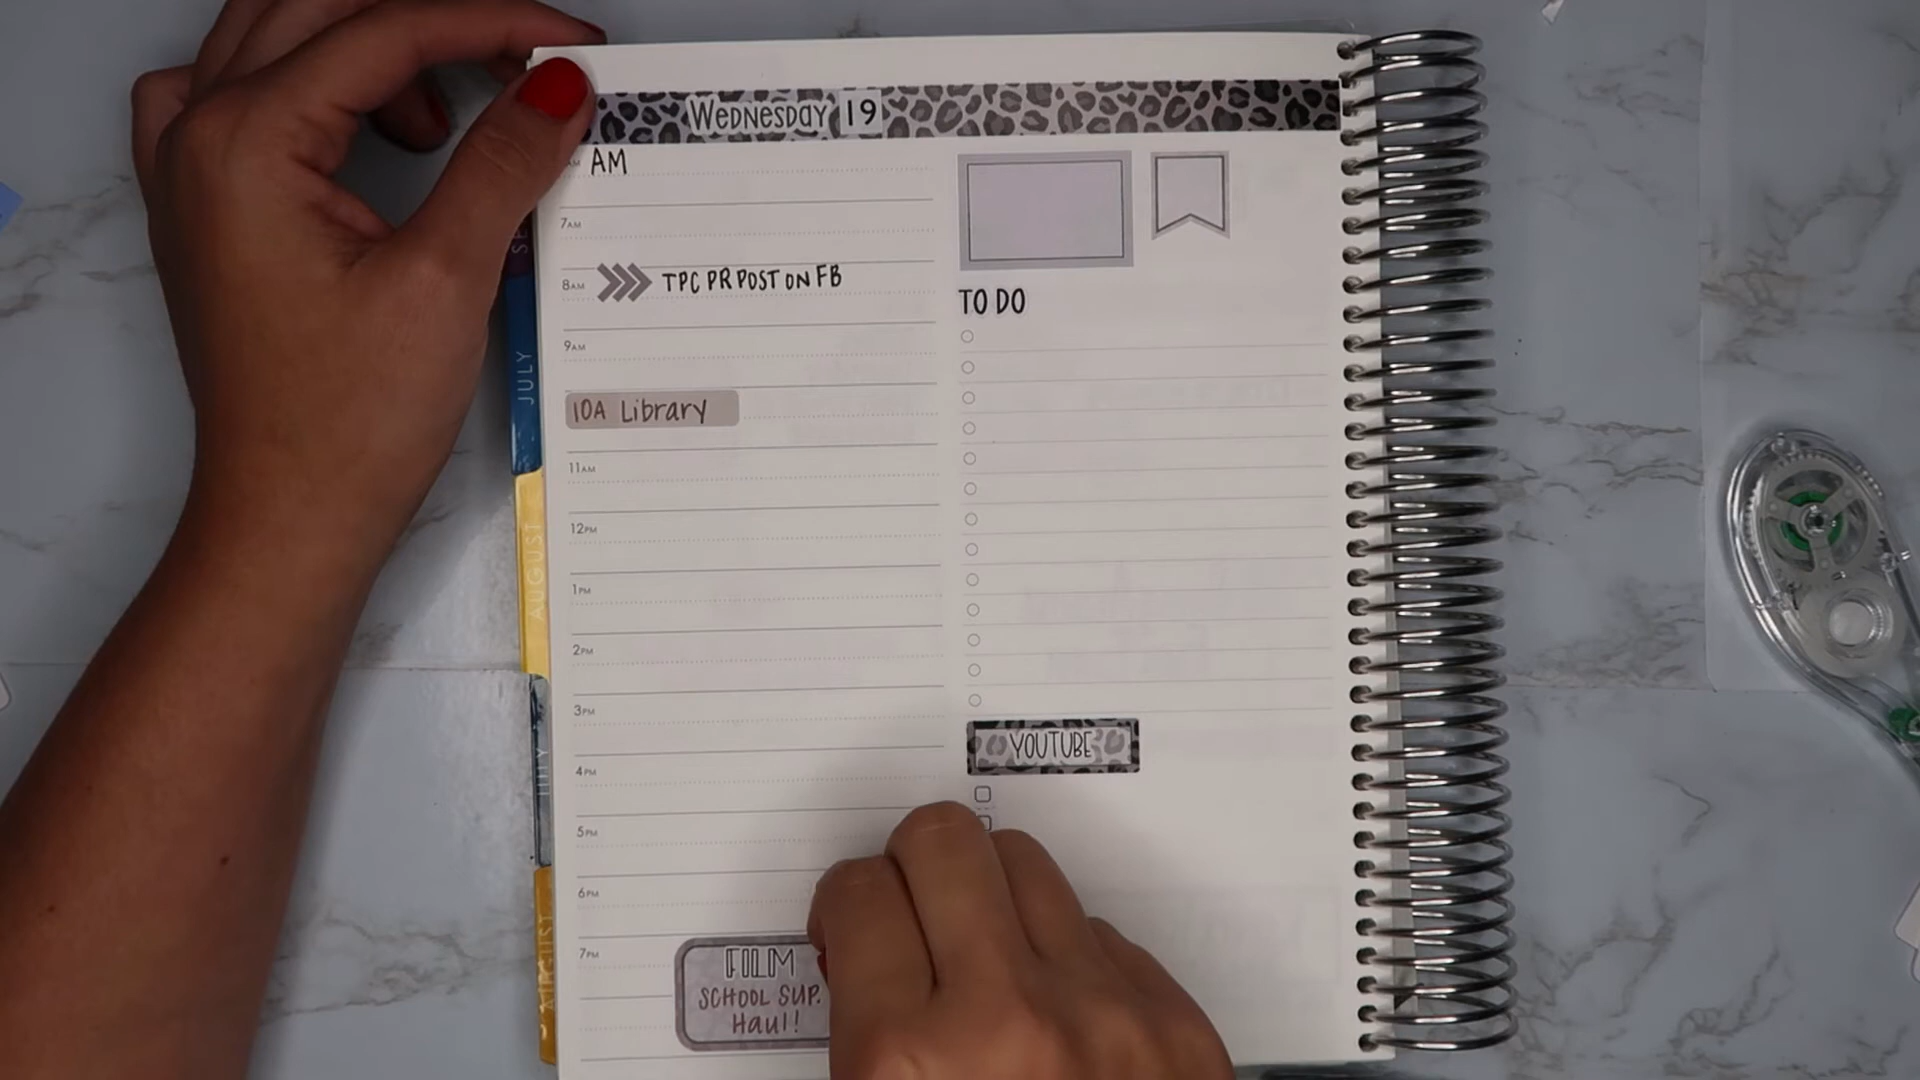 Wednesday 19
AM
7AM
8AM TPC PR POST ON FB
9AM
10A Library
11AM
12PM
1PM
2PM
3PM
4PM
5PM
6PM
7PM
FILM
SCHOOL SUP.
Haul!
TO DO
YOUTUBE
JULY
AUGUST
AUGUST